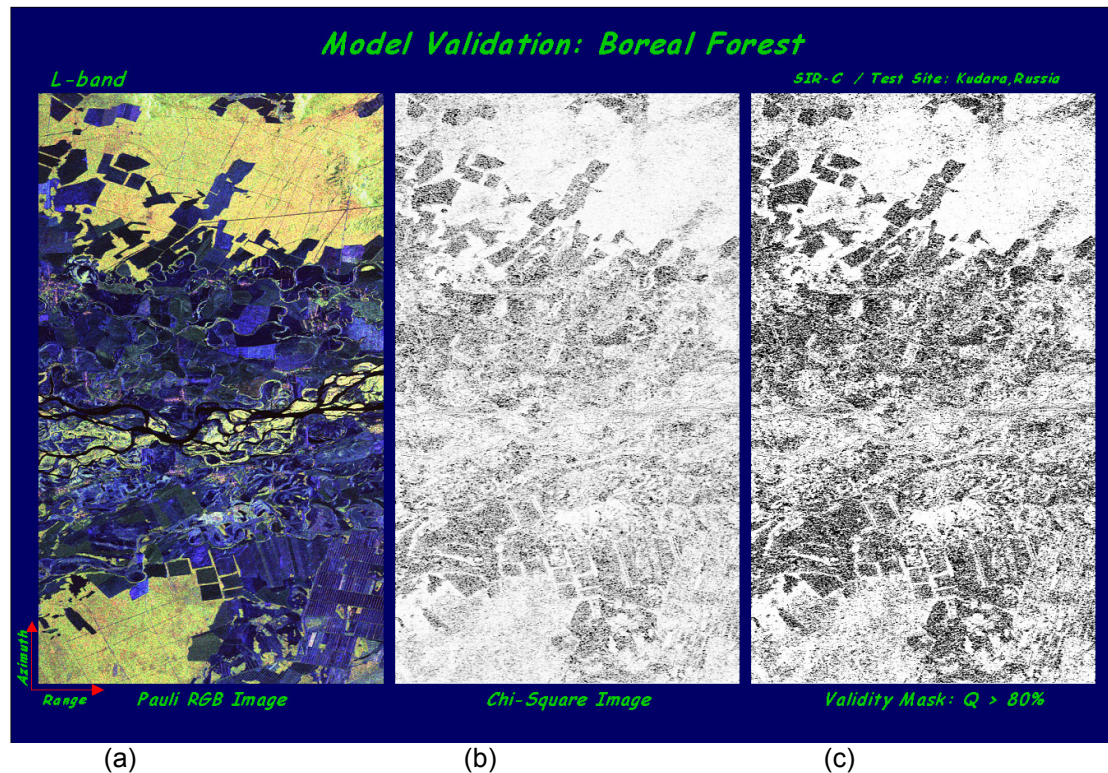 Model Validation: Boreal Forest
L-band
SIR-C / Test Site: Kudara,Russia
Azimuth
Range
Pauli RGB Image
Chi-Square Image
Validity Mask: Q > 80%
(a)
(b)
(c)